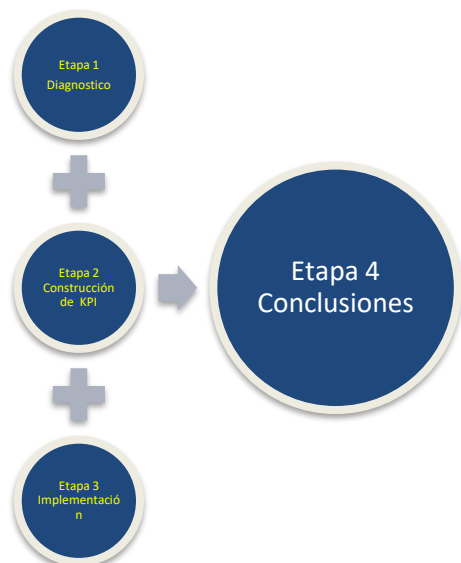 Etapa 1
Diagnostico
Etapa 2
Construcción
de KPI
Etapa 3
Implementació
n
Etapa 4
Conclusiones